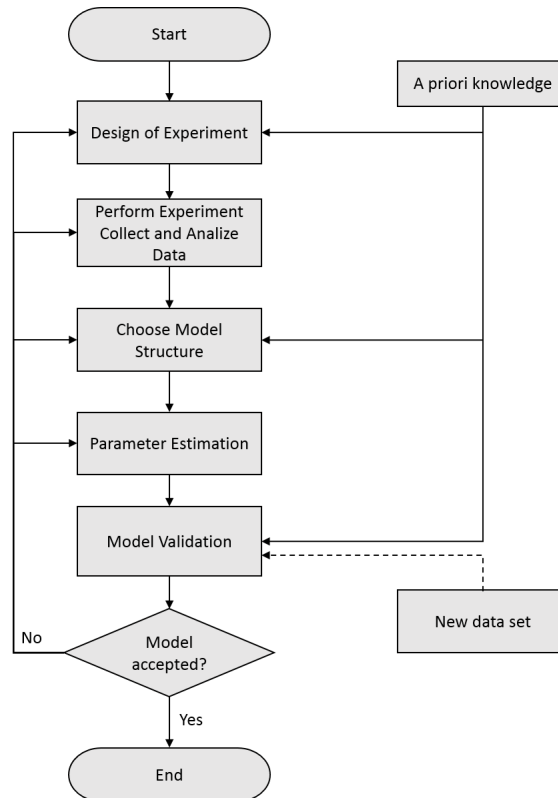 Start
A priori knowledge
Design of Experiment
Perform Experiment
Collect and Analize
Data
Choose Model
Structure
Parameter Estimation
Model Validation
New data set
No
Model
accepted?
Yes
End